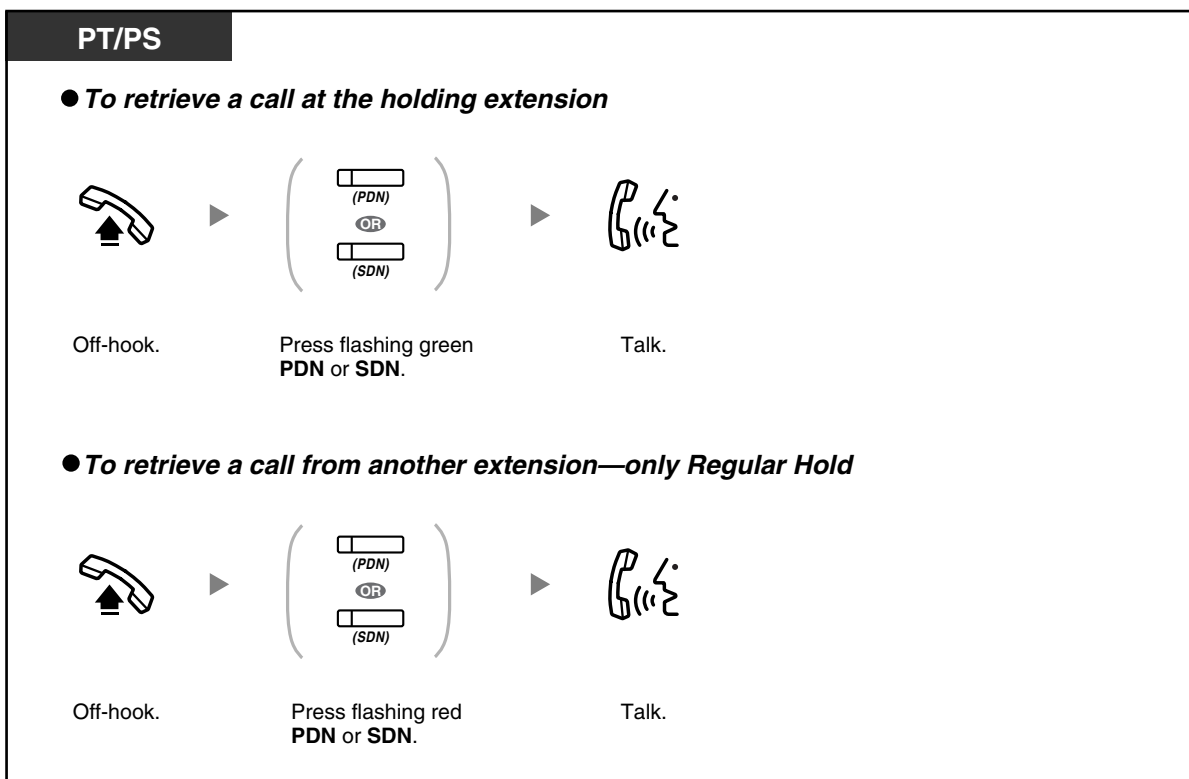 PT/PS
● To retrieve a call at the holding extension
(PDN)
OR
(SDN)
Off-hook.
Press flashing green
PDN or SDN.
Talk.
● To retrieve a call from another extension—only Regular Hold
(PDN)
OR
(SDN)
Off-hook.
Press flashing red
PDN or SDN.
Talk.